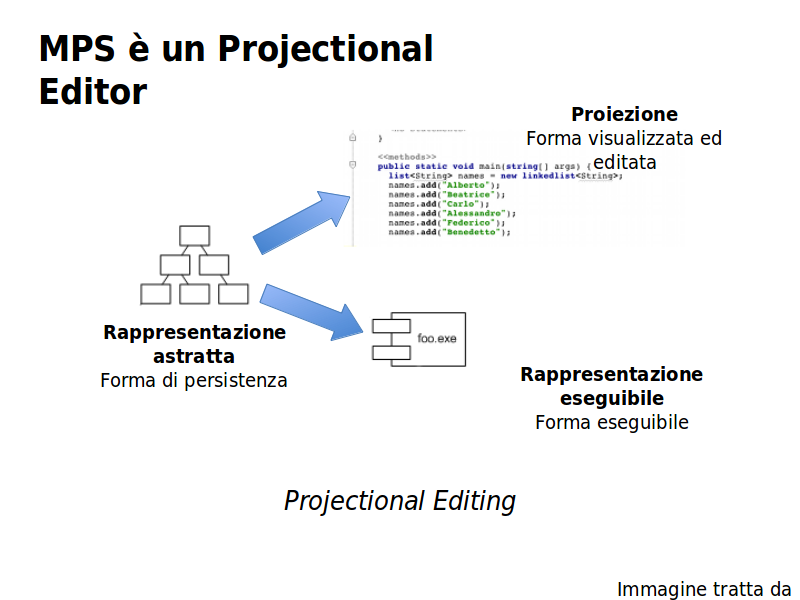 MPS è un Projectional
Editor
Proiezione
Forma visualizzata ed
editata
}
<<methods>>
public static void main(string[] args) {
list<String> names = new linkedlist<String>;
names.add("Alberto");
names.add("Beatrice");
names.add("Carlo");
names.add("Alessandro");
names.add("Federico");
names.add("Benedetto");
foo.exe
Rappresentazione
astratta
Forma di persistenza
Rappresentazione
eseguibile
Forma eseguibile
Projectional Editing
Immagine tratta da